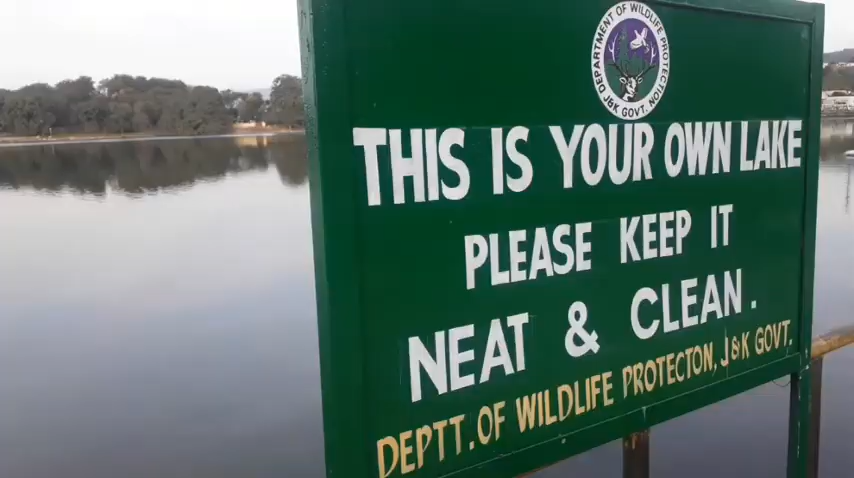 DEPARTMENT OF WILDLIFE PROTECTION
J&K GOVT.
THIS IS YOUR OWN LAKE
PLEASE KEEP IT
NEAT & CLEAN.
DEPTT. OF WILDLIFE PROTECTON, J&K GOVT.